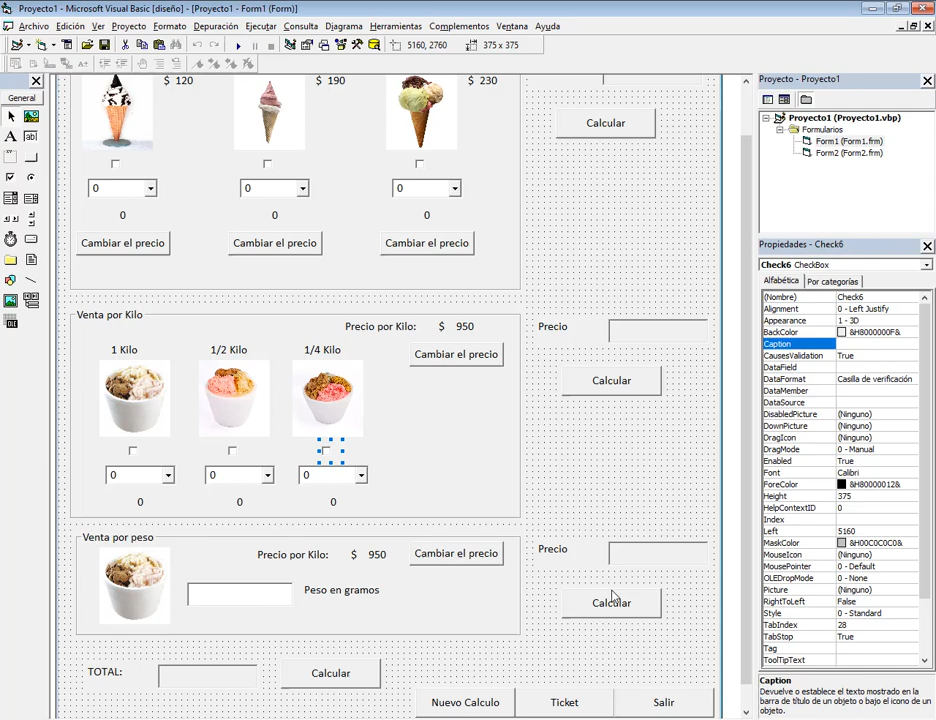 Proyecto1 - Microsoft Visual Basic [diseño] - [Proyecto1 - Form1 (Form)]
Archivo Edición Ver Proyecto Formato Depuración Ejecutar Consulta Diagrama Herramientas Complementos Ventana Ayuda
5160, 2760 375 x 375
General
$ 120 $ 190 $ 230
Calcular
0 0 0
0 0 0
Cambiar el precio Cambiar el precio Cambiar el precio
Venta por Kilo
Precio por Kilo: $ 950
Precio
1 Kilo 1/2 Kilo 1/4 Kilo
Cambiar el precio
Calcular
0 0 0
0 0 0
Venta por peso
Precio por Kilo: $ 950
Cambiar el precio
Precio
Peso en gramos
Calcular
TOTAL:
Calcular
Nuevo Calculo Ticket Salir
Proyecto - Proyecto1
Proyecto1 (Proyecto1.vbp)
Formularios
Form1 (Form1.frm)
Form2 (Form2.frm)
Propiedades - Check6
Check6 CheckBox
Alfabética Por categorías
(Nombre) Check6
Alignment 0 - Left Justify
Appearance 1 - 3D
BackColor &H8000000F&
Caption
CausesValidation True
DataField
DataFormat Casilla de verificación
DataMember
DataSource
DisabledPicture (Ninguno)
DownPicture (Ninguno)
DragIcon (Ninguno)
DragMode 0 - Manual
Enabled True
Font Calibri
ForeColor &H80000012&
Height 375
HelpContextID 0
Index
Left 5160
MaskColor &H00C0C0C0&
MouseIcon (Ninguno)
MousePointer 0 - Default
OLEDropMode 0 - None
Picture (Ninguno)
RightToLeft False
Style 0 - Standard
TabIndex 28
TabStop True
Tag
ToolTipText
Caption
Devuelve o establece el texto mostrado en la
barra de título de un objeto o bajo el icono de un
objeto.